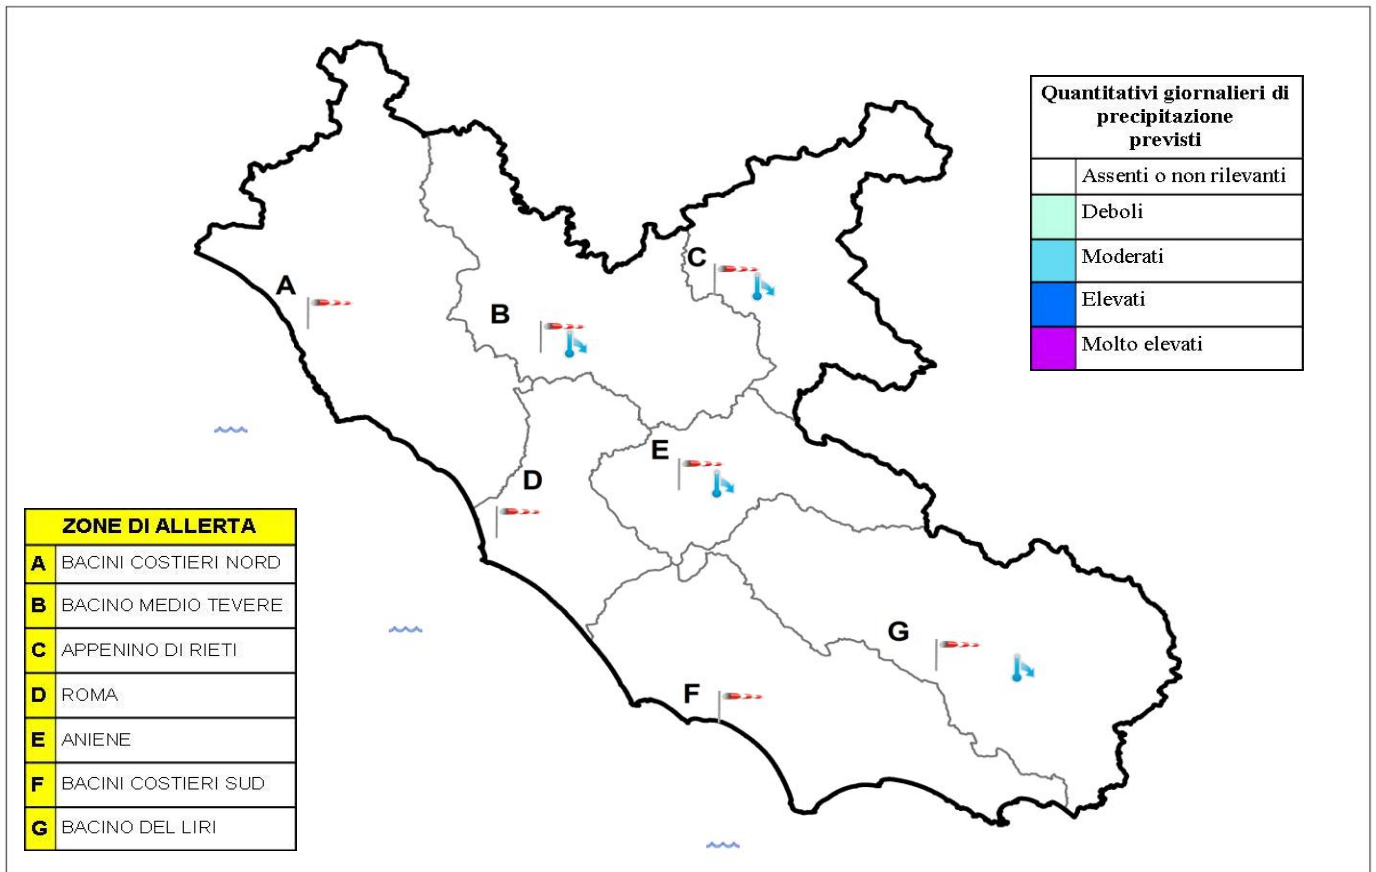 Quantitativi giornalieri di
precipitazione
previsti
Assenti o non rilevanti
Deboli
Moderati
Elevati
Molto elevati
A
B
C
D
E
F
G
ZONE DI ALLERTA
A BACINI COSTIERI NORD
B BACINO MEDIO TEVERE
C APPENINO DI RIETI
D ROMA
E ANIENE
F BACINI COSTIERI SUD
G BACINO DEL LIRI